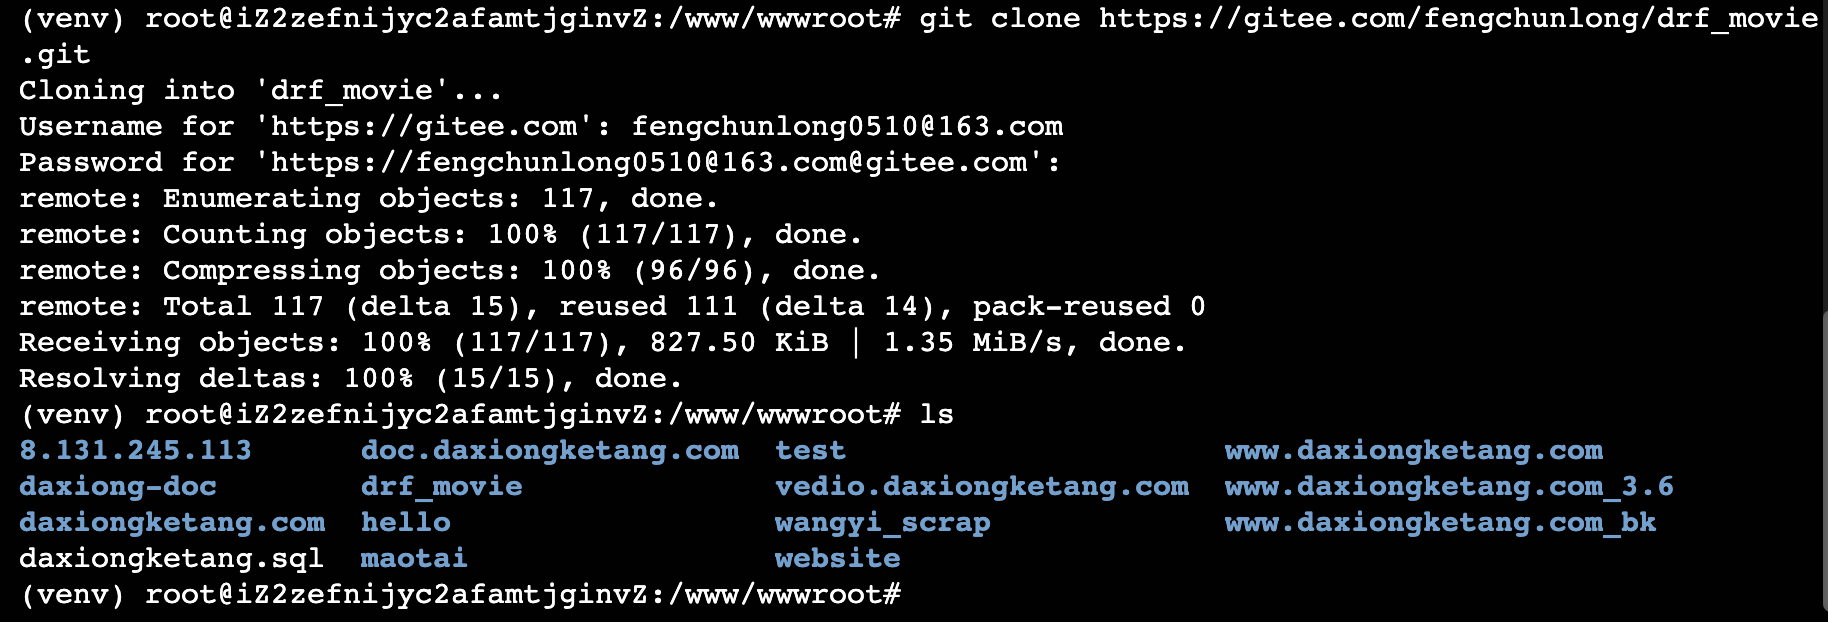 (venv) root@iZ2zefnijyc2afamtjginvZ:/www/wwwroot# git clone https://gitee.com/fengchunlong/drf_movie
.git
Cloning into 'drf_movie'...
Username for 'https://gitee.com': fengchunlong0510@163.com
Password for 'https://fengchunlong0510@163.com@gitee.com':
remote: Enumerating objects: 117, done.
remote: Counting objects: 100% (117/117), done.
remote: Compressing objects: 100% (96/96), done.
remote: Total 117 (delta 15), reused 111 (delta 14), pack-reused 0
Receiving objects: 100% (117/117), 827.50 KiB | 1.35 MiB/s, done.
Resolving deltas: 100% (15/15), done.
(venv) root@iZ2zefnijyc2afamtjginvZ:/www/wwwroot# ls
8.131.245.113 doc.daxiongketang.com test www.daxiongketang.com
daxiong-doc drf_movie vedio.daxiongketang.com www.daxiongketang.com_3.6
daxiongketang.com hello wangyi_scrap www.daxiongketang.com_bk
daxiongketang.sql maotai website
(venv) root@iZ2zefnijyc2afamtjginvZ:/www/wwwroot#